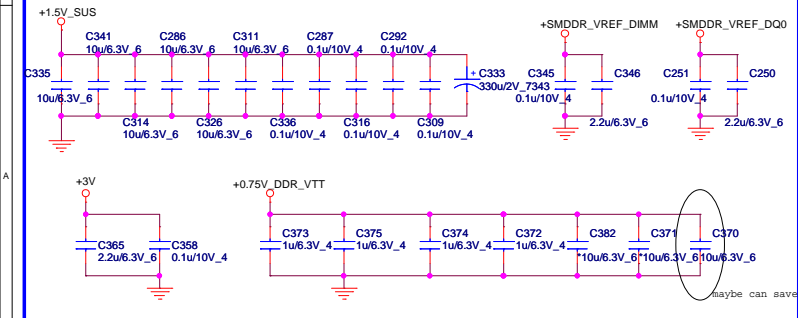 +1.5V_SUS
+SMDDR_VREF_DIMM
+SMDDR_VREF_DQ0
C341
10u/6.3V_6
C286
10u/6.3V_6
C311
10u/6.3V_6
C287
0.1u/10V_4
C292
0.1u/10V_4
C335
10u/6.3V_6
C314
10u/6.3V_6
C326
10u/6.3V_6
C336
0.1u/10V_4
C316
0.1u/10V_4
C309
0.1u/10V_4
+
C333
330u/2V_7343
C345
0.1u/10V_4
C346
2.2u/6.3V_6
C251
0.1u/10V_4
C250
2.2u/6.3V_6
A
+3V
+0.75V_DDR_VTT
C365
2.2u/6.3V_6
C358
0.1u/10V_4
C373
1u/6.3V_4
C375
1u/6.3V_4
C374
1u/6.3V_4
C372
1u/6.3V_4
C382
*10u/6.3V_6
C371
*10u/6.3V_6
C370
10u/6.3V_6
maybe can save